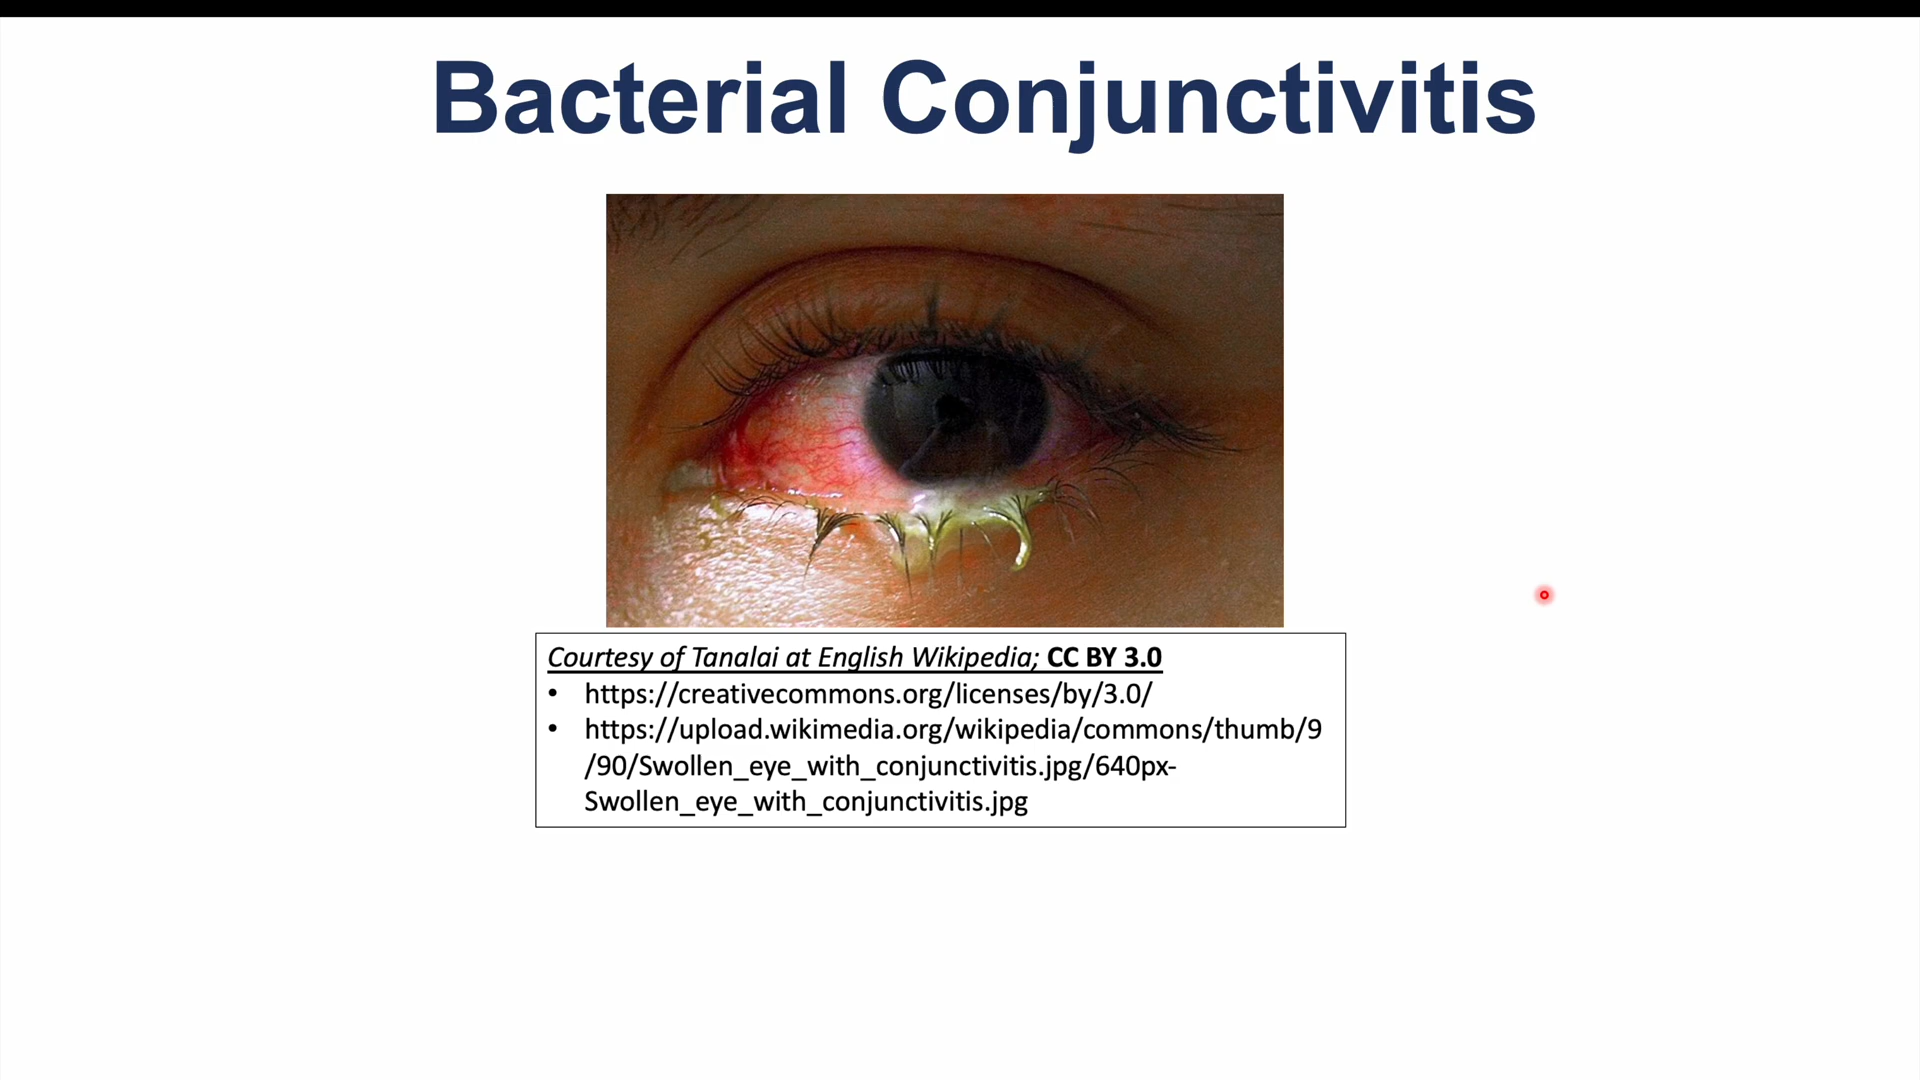 Bacterial Conjunctivitis
Courtesy of Tanalai at English Wikipedia; CC BY 3.0
• https://creativecommons.org/licenses/by/3.0/
• https://upload.wikimedia.org/wikipedia/commons/thumb/9
/90/Swollen_eye_with_conjunctivitis.jpg/640px-
Swollen_eye_with_conjunctivitis.jpg